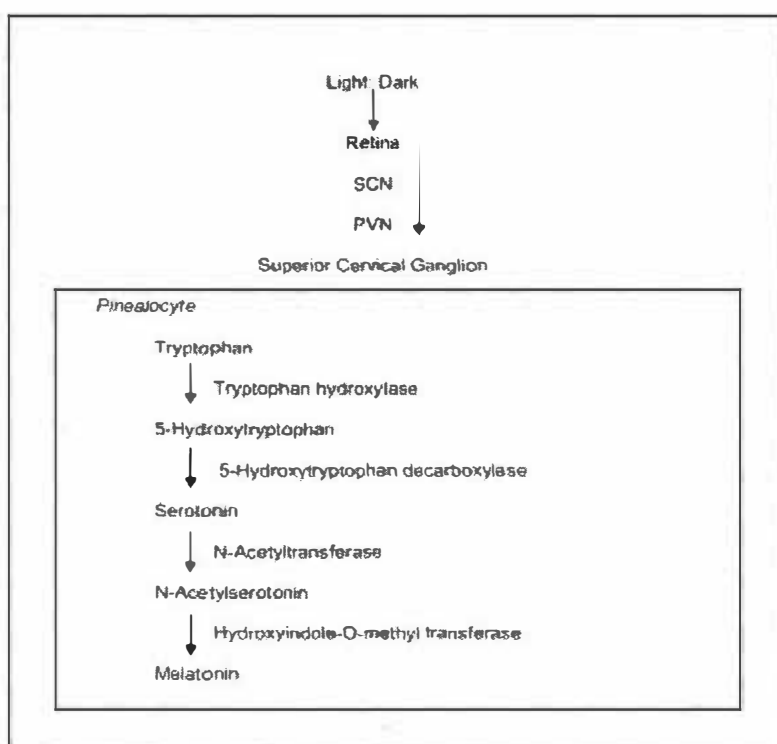 Light: Dark
Retina
SCN
PVN
Superior Cervical Ganglion
Pinealocyte
Tryptophan
Tryptophan hydroxylase
5-Hydroxytryptophan
5-Hydroxytryptophan decarboxylase
Serotonin
N-Acetyltransferase
N-Acetylserotonin
Hydroxyindole-O-methyl transferase
Melatonin